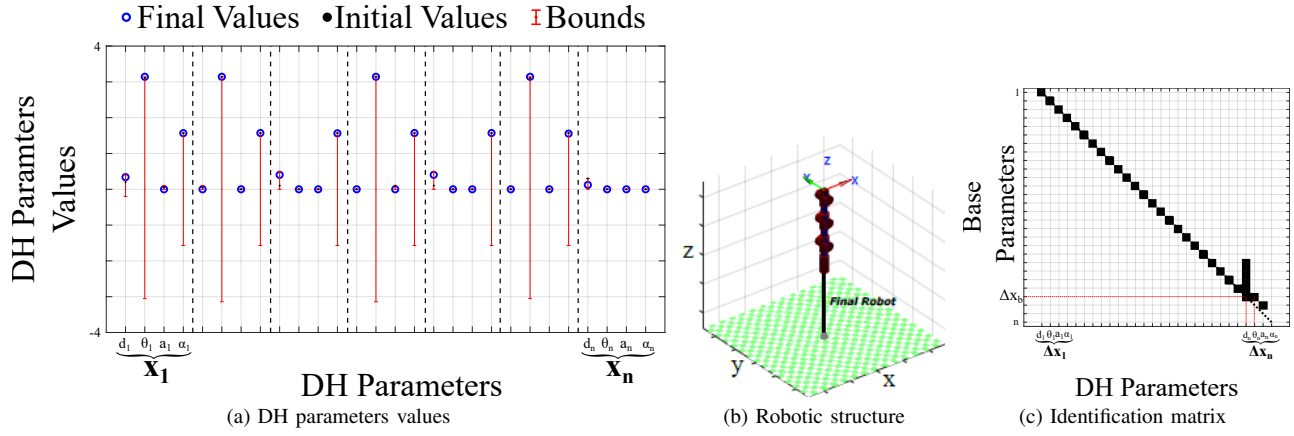 Final Values Initial Values Bounds
4
-4
DH Paramters
Values
d₁ θ₁ a₁ α₁
x₁
dₙ θₙ aₙ αₙ
xₙ
DH Parameters
(a) DH parameters values
z
Y
X
z
Final Robot
y
x
(b) Robotic structure
1
Base
Parameters
Δx_b
n
d₁ θ₁ a₁ α₁
Δx₁
dₙ θₙ aₙ αₙ
Δxₙ
DH Parameters
(c) Identification matrix